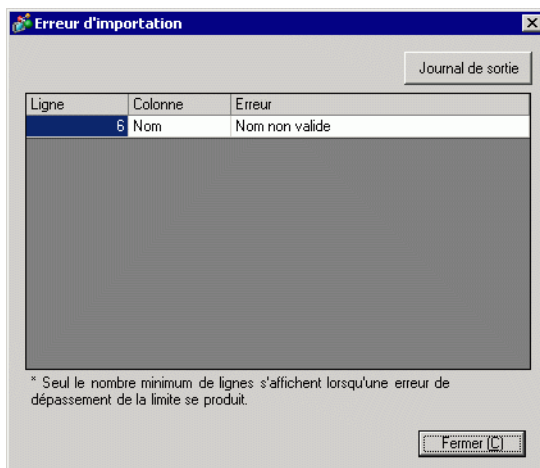 Erreur d'importation
Journal de sortie
Ligne Colonne Erreur
6 Nom Nom non valide
* Seul le nombre minimum de lignes s'affichent lorsqu'une erreur de
dépassement de la limite se produit.
Fermer (C)